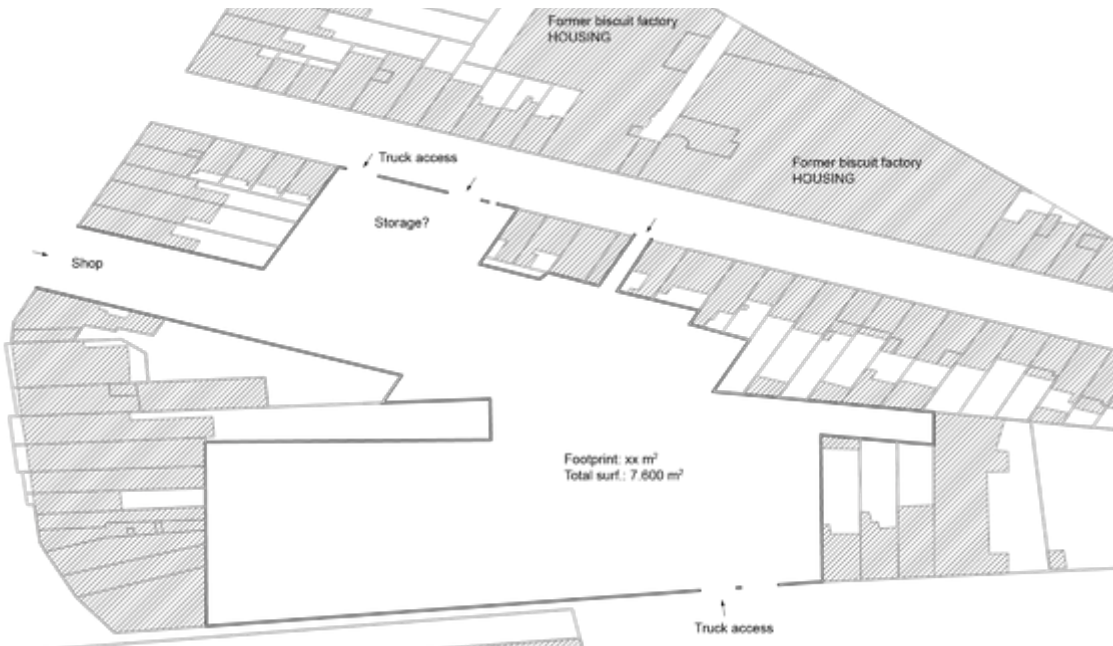 Former biscuit factory
HOUSING
Truck access
Former biscuit factory
HOUSING
Storage?
Shop
Footprint: xx m²
Total surf.: 7.600 m²
Truck access